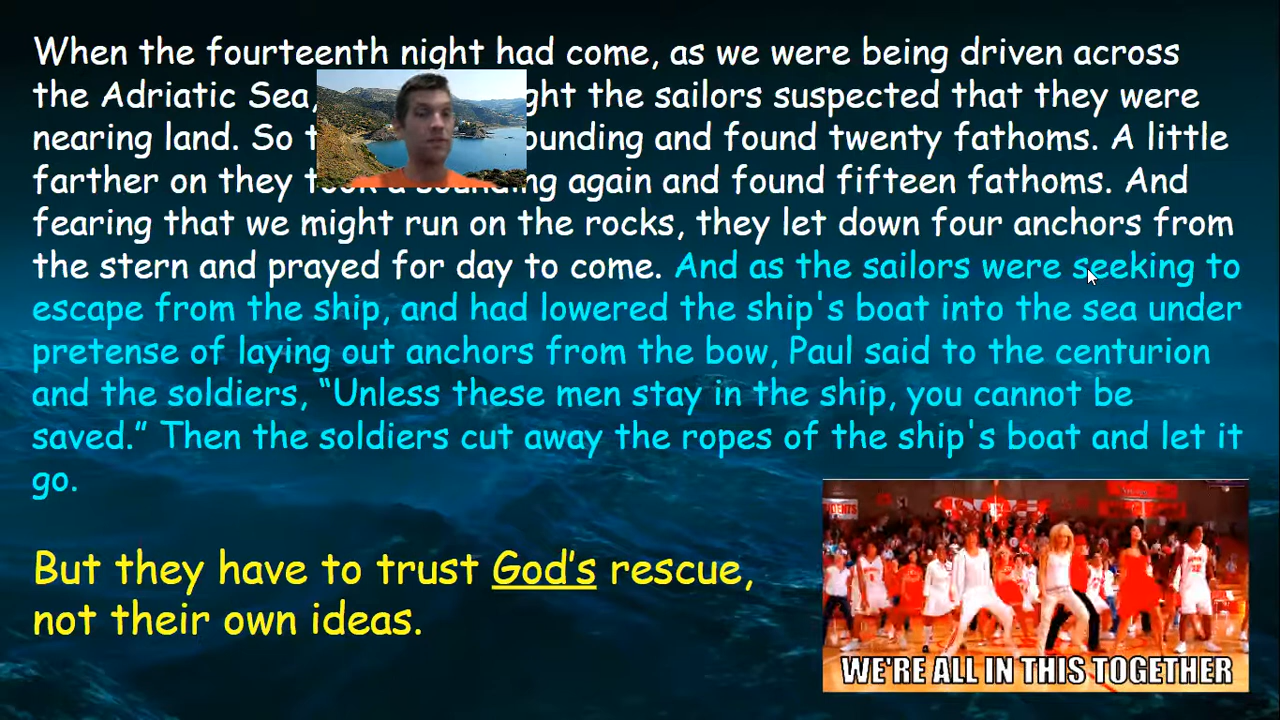 When the fourteenth night had come, as we were being driven across
the Adriatic Sea, the sailors suspected that they were
nearing land. So and found twenty fathoms. A little
farther on they took a sounding again and found fifteen fathoms. And
fearing that we might run on the rocks, they let down four anchors from
the stern and prayed for day to come. And as the sailors were seeking to
escape from the ship, and had lowered the ship's boat into the sea under
pretense of laying out anchors from the bow, Paul said to the centurion
and the soldiers, “Unless these men stay in the ship, you cannot be
saved.” Then the soldiers cut away the ropes of the ship's boat and let it
go.
But they have to trust God's rescue,
not their own ideas.
WE'RE ALL IN THIS TOGETHER